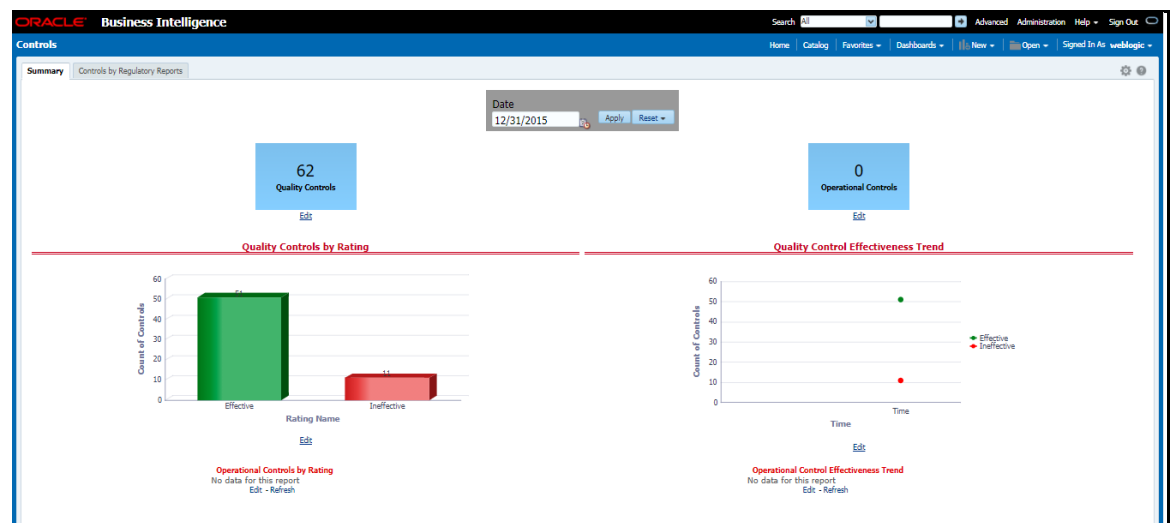 ORACLE Business Intelligence Search All Advanced Administration Help Sign Out
Controls Home Catalog Favorites Dashboards New Open Signed In As weblogic
Summary Controls by Regulatory Reports
Date
12/31/2015 Apply Reset
62
Quality Controls
Edit
0
Operational Controls
Edit
Quality Controls by Rating
60
50
40
30
20
10
0
Count of Controls
51
11
Effective Ineffective
Rating Name
Edit
Quality Control Effectiveness Trend
60
50
40
30
20
10
0
Count of Controls
Effective
Ineffective
Time
Time
Edit
Operational Controls by Rating
No data for this report
Edit - Refresh
Operational Control Effectiveness Trend
No data for this report
Edit - Refresh